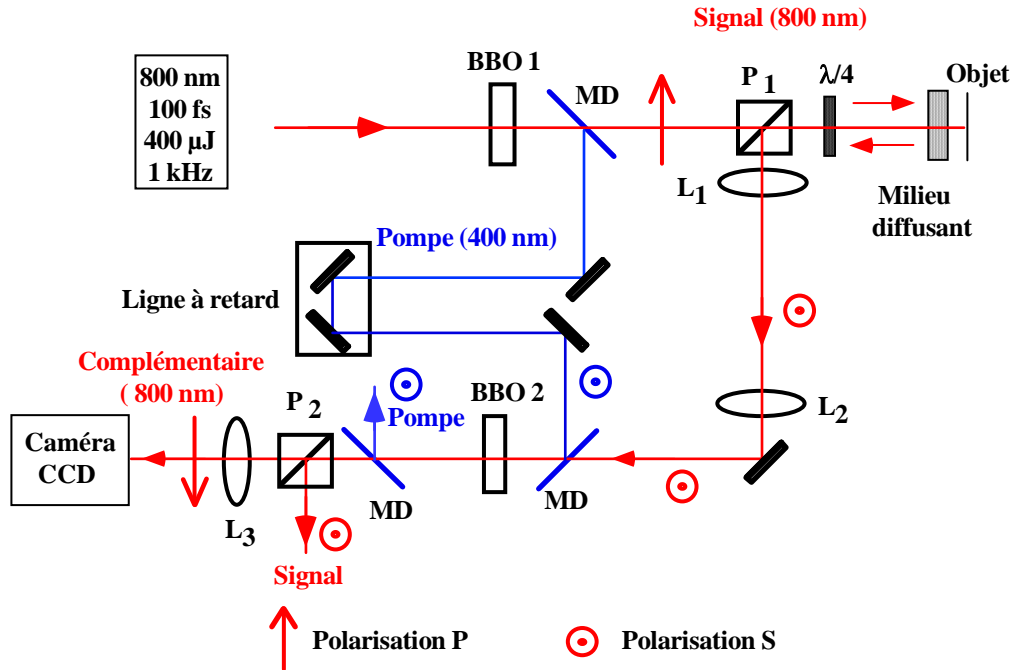 Signal (800 nm)
800 nm
100 fs
400 µJ
1 kHz
BBO 1
MD
P1
λ/4
Objet
L1
Milieu
diffusant
Pompe (400 nm)
Ligne à retard
Complémentaire
( 800 nm)
P2
Pompe
BBO 2
L2
Caméra
CCD
L3
MD
MD
Signal
Polarisation P
Polarisation S